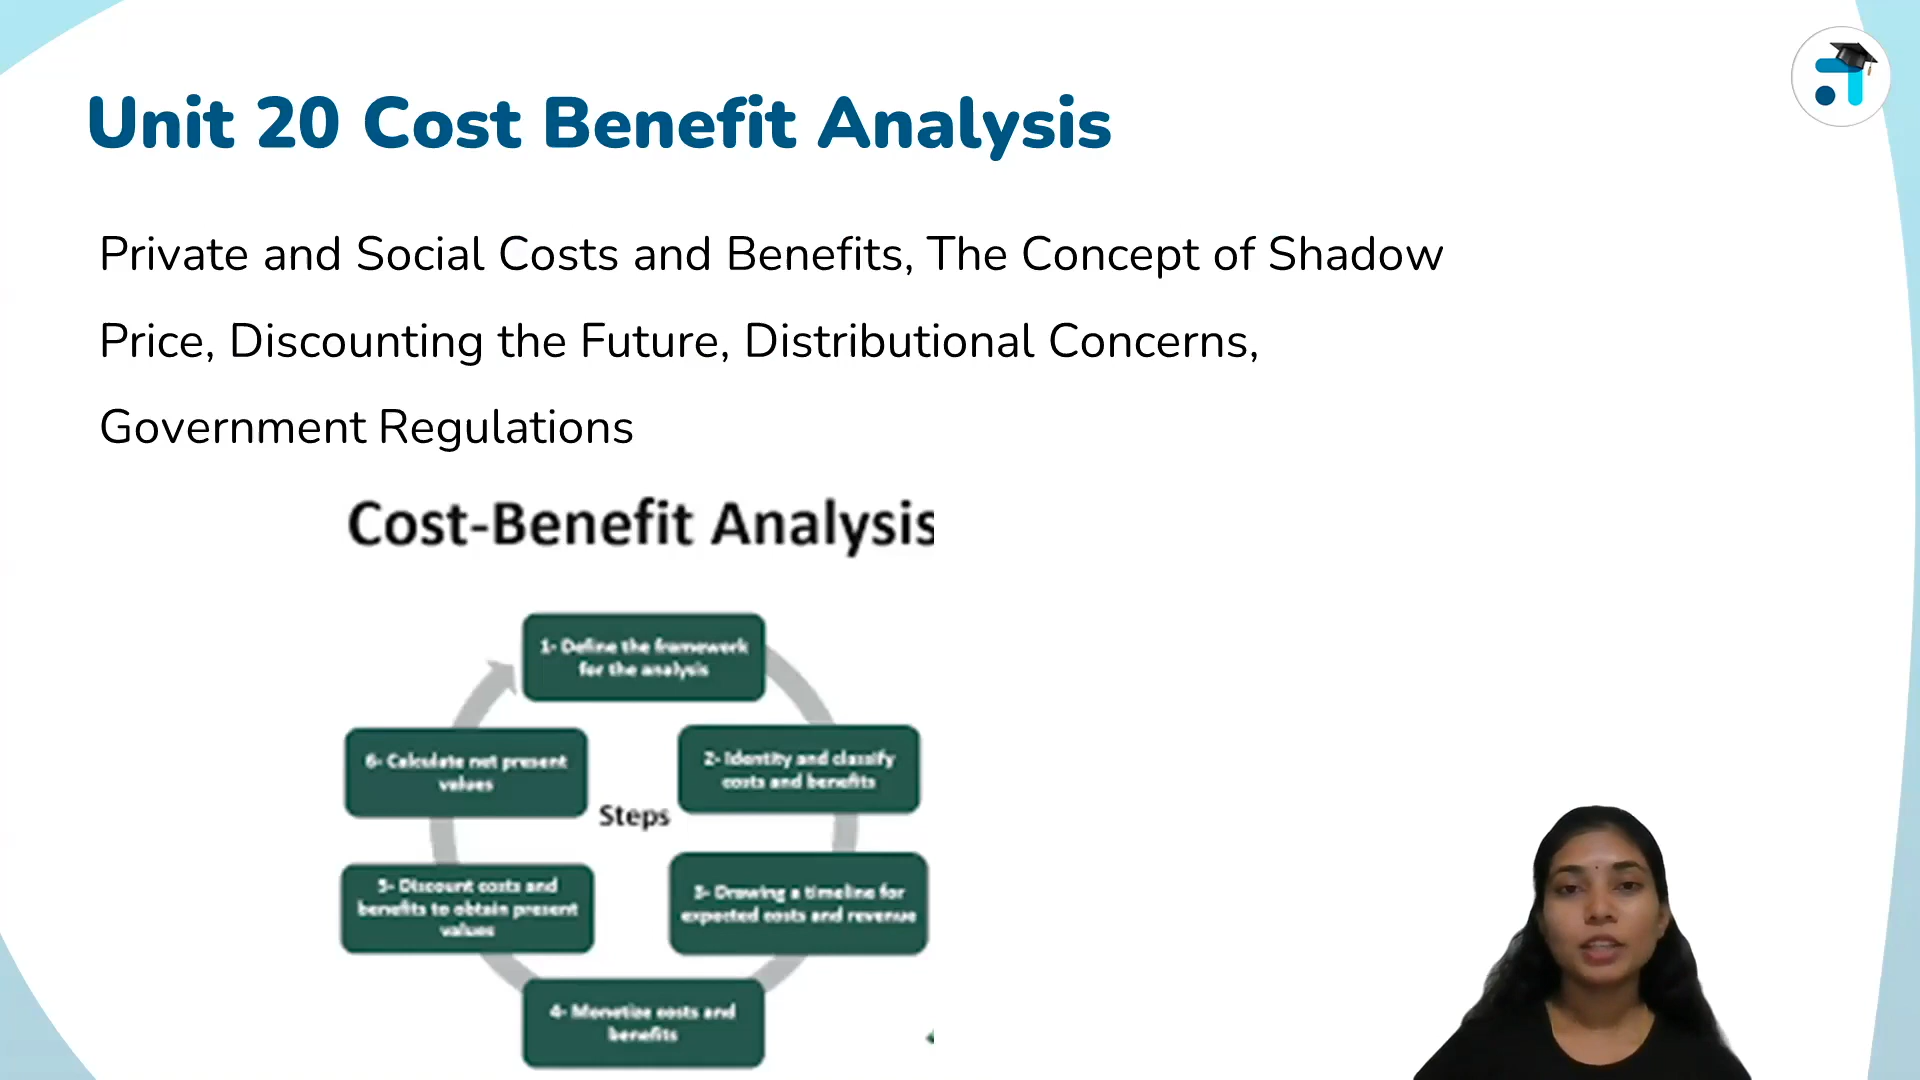 Unit 20 Cost Benefit Analysis
Private and Social Costs and Benefits, The Concept of Shadow
Price, Discounting the Future, Distributional Concerns,
Government Regulations
Cost-Benefit Analysis
1- Define the framework
for the analysis
2- Identity and classify
costs and benefits
3- Drawing a timeline for
expected costs and revenue
4- Monetize costs and
benefits
5- Discount costs and
benefits to obtain present
values
6- Calculate net present
values
Steps